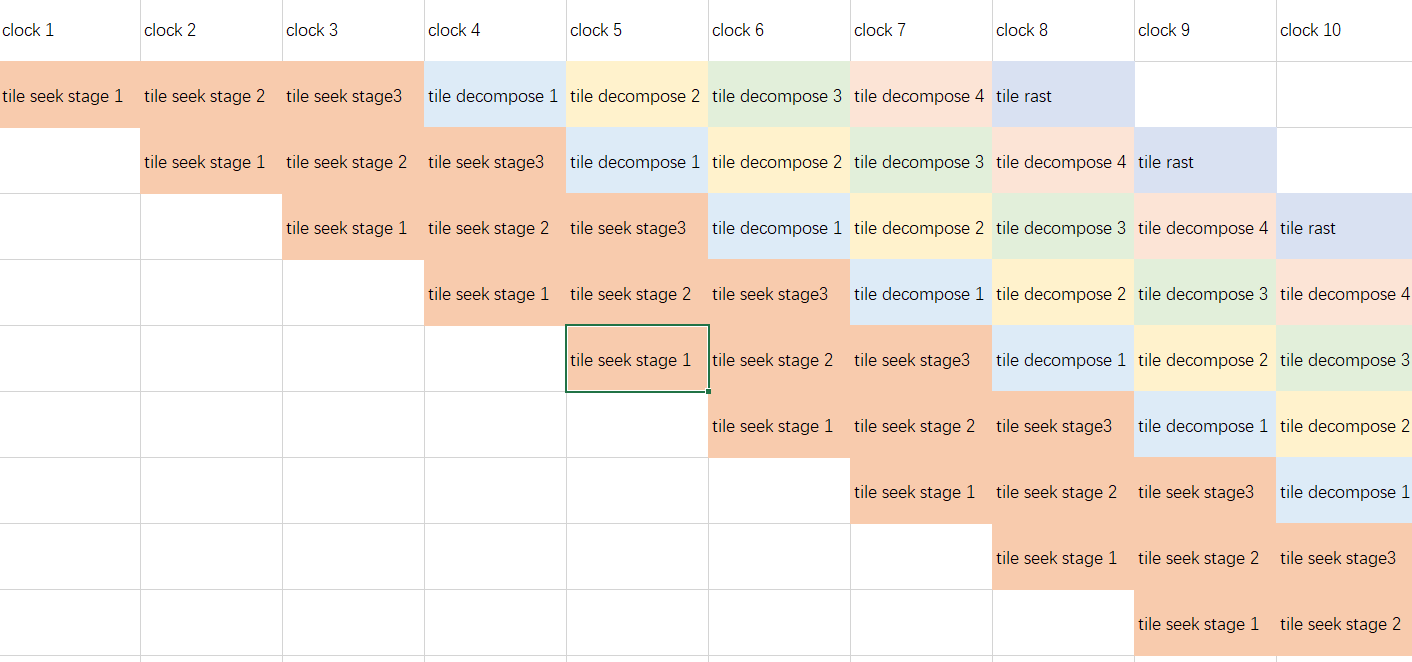 clock 1 clock 2 clock 3 clock 4 clock 5 clock 6 clock 7 clock 8 clock 9 clock 10
tile seek stage 1 tile seek stage 2 tile seek stage3 tile decompose 1 tile decompose 2 tile decompose 3 tile decompose 4 tile rast
tile seek stage 1 tile seek stage 2 tile seek stage3 tile decompose 1 tile decompose 2 tile decompose 3 tile decompose 4 tile rast
tile seek stage 1 tile seek stage 2 tile seek stage3 tile decompose 1 tile decompose 2 tile decompose 3 tile decompose 4 tile rast
tile seek stage 1 tile seek stage 2 tile seek stage3 tile decompose 1 tile decompose 2 tile decompose 3 tile decompose 4
tile seek stage 1 tile seek stage 2 tile seek stage3 tile decompose 1 tile decompose 2 tile decompose 3
tile seek stage 1 tile seek stage 2 tile seek stage3 tile decompose 1 tile decompose 2
tile seek stage 1 tile seek stage 2 tile seek stage3 tile decompose 1
tile seek stage 1 tile seek stage 2 tile seek stage3
tile seek stage 1 tile seek stage 2